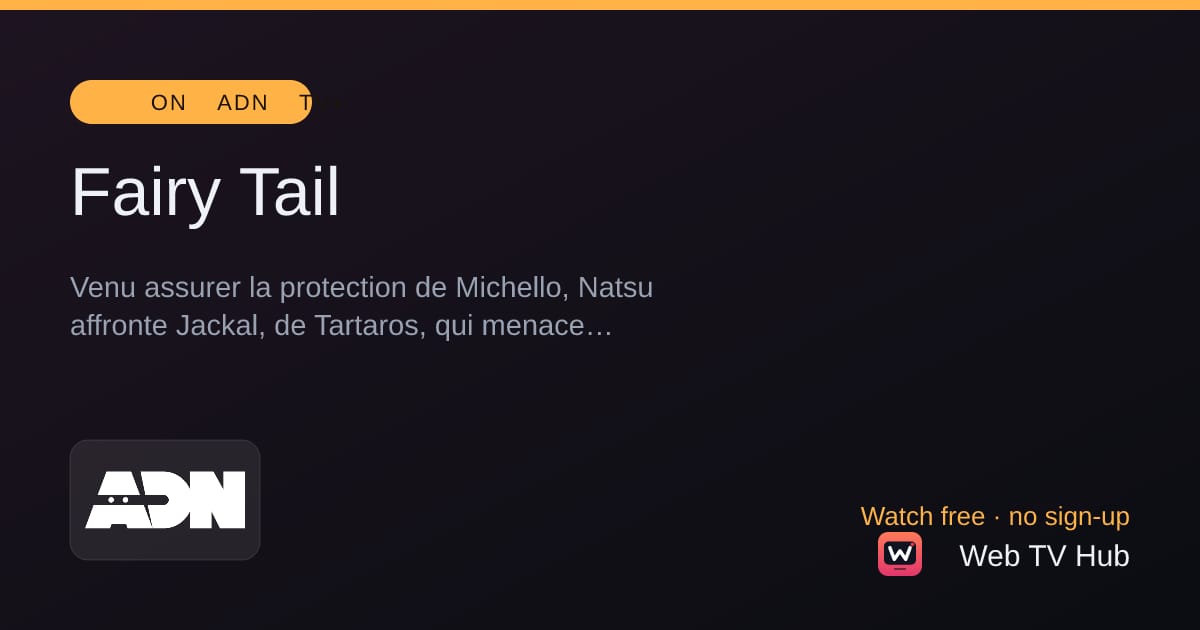 ON ADN
Fairy Tail
Venu assurer la protection de Michello, Natsu
affronte Jackal, de Tartaros, qui menace…
ADN
Watch free · no sign-up
W Web TV Hub